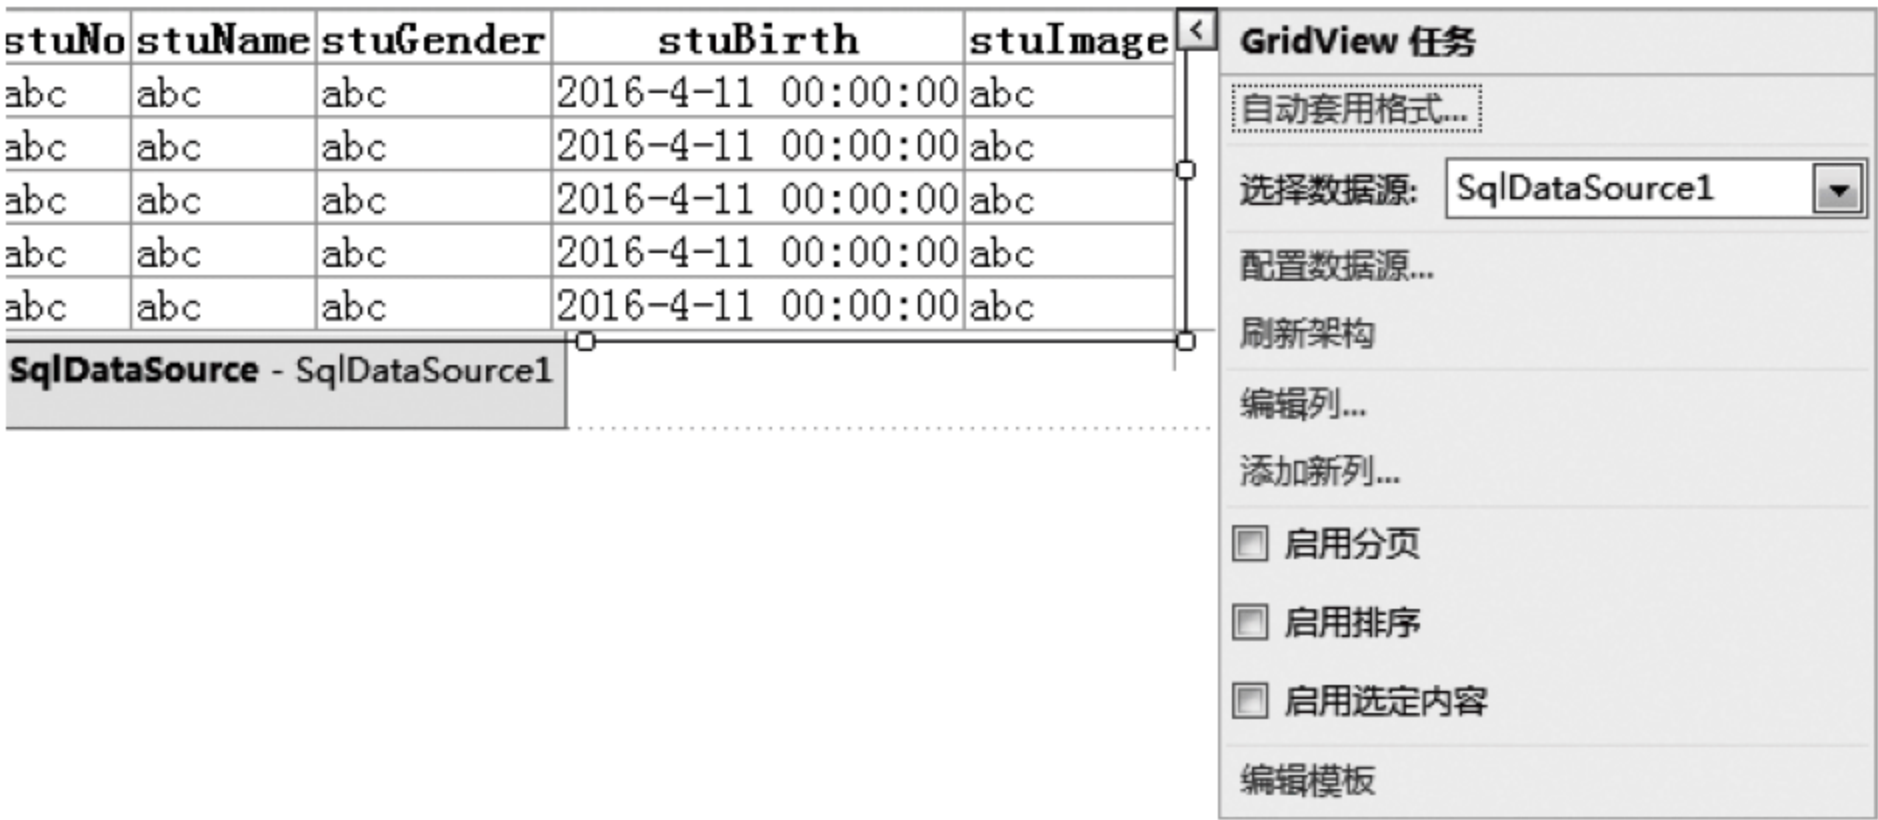 stuNo stuName stuGender stuBirth stuImage
abc abc abc 2016-4-11 00:00:00 abc
abc abc abc 2016-4-11 00:00:00 abc
abc abc abc 2016-4-11 00:00:00 abc
abc abc abc 2016-4-11 00:00:00 abc
abc abc abc 2016-4-11 00:00:00 abc
SqlDataSource - SqlDataSource1
GridView 任务
自动套用格式...
选择数据源: SqlDataSource1
配置数据源...
刷新架构
编辑列...
添加新列...
启用分页
启用排序
启用选定内容
编辑模板